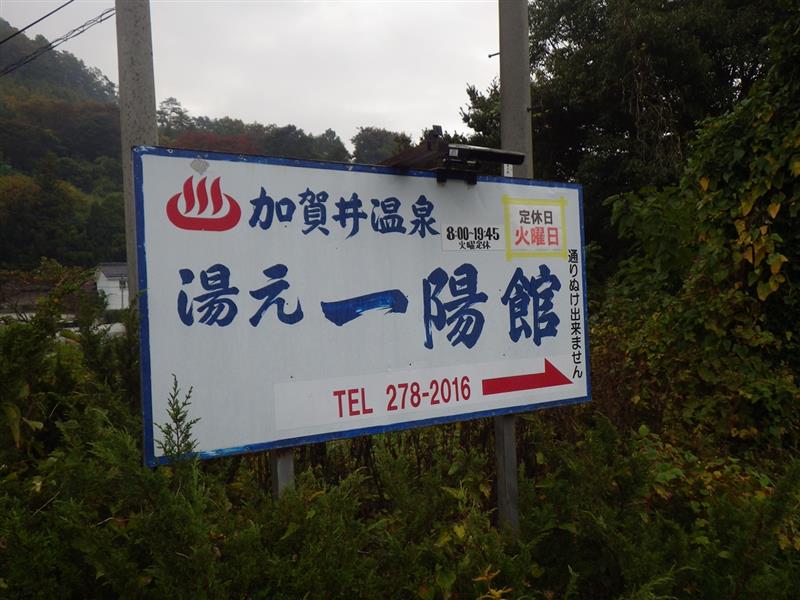 加賀井温泉
8:00~19:45
火曜定休
定休日
火曜日
湯元 一陽館
通りぬけ出来ません
TEL 278-2016